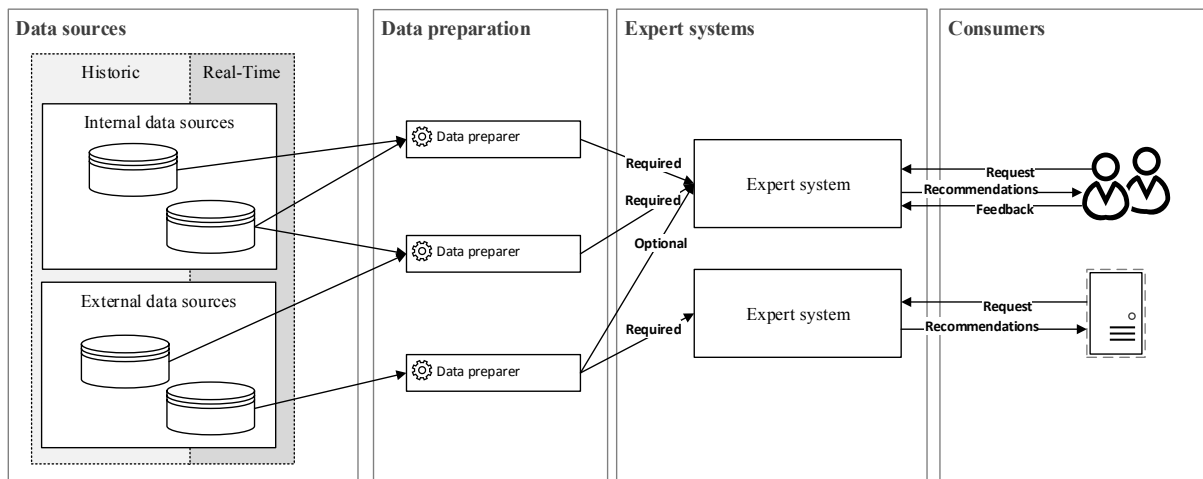 Data sources
Data preparation
Expert systems
Consumers
Historic
Real-Time
Internal data sources
External data sources
Data preparer
Data preparer
Data preparer
Required
Required
Optional
Required
Expert system
Expert system
Request
Recommendations
Feedback
Request
Recommendations